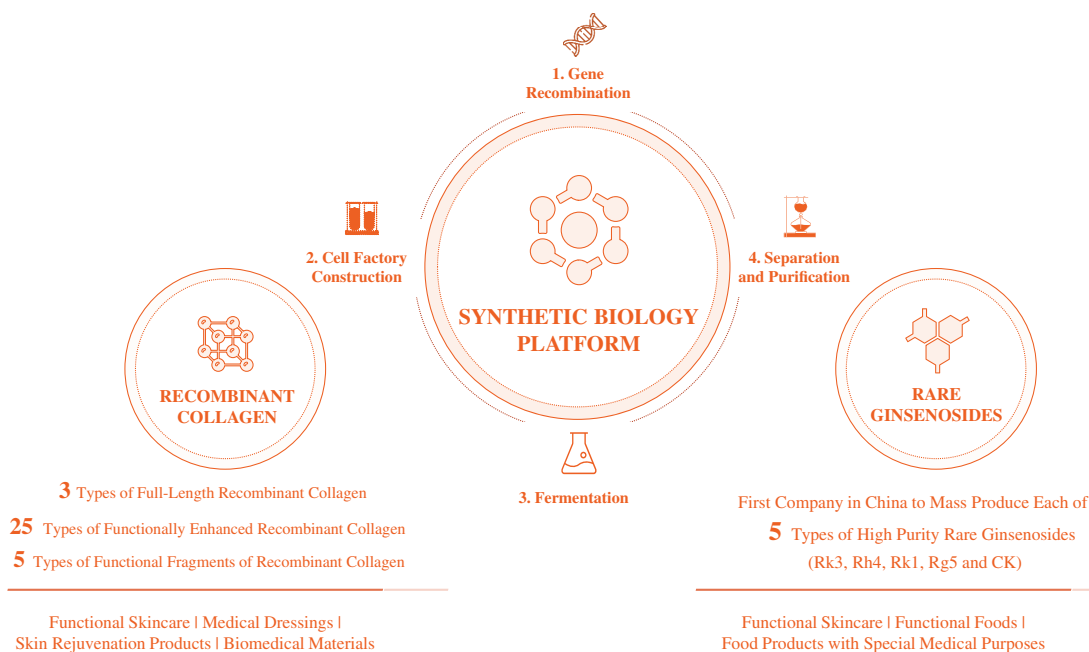 1. Gene
Recombination
2. Cell Factory
Construction
4. Separation
and Purification
SYNTHETIC BIOLOGY
PLATFORM
3. Fermentation
RECOMBINANT
COLLAGEN
3 Types of Full-Length Recombinant Collagen
25 Types of Functionally Enhanced Recombinant Collagen
5 Types of Functional Fragments of Recombinant Collagen
Functional Skincare | Medical Dressings |
Skin Rejuvenation Products | Biomedical Materials
RARE
GINSENOSIDES
First Company in China to Mass Produce Each of
5 Types of High Purity Rare Ginsenosides
(Rk3, Rh4, Rk1, Rg5 and CK)
Functional Skincare | Functional Foods |
Food Products with Special Medical Purposes